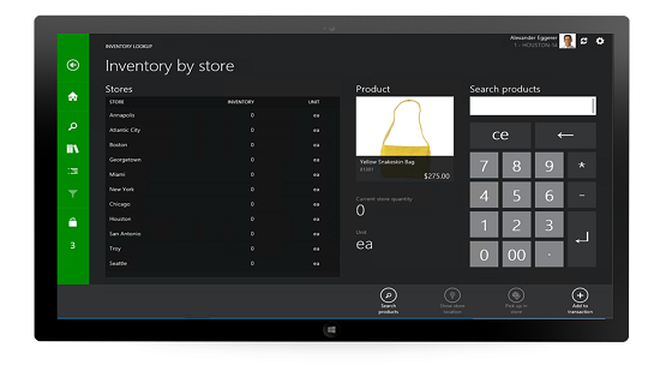 Alexander Eggerer
1 - HOUSTON-14
INVENTORY LOOKUP
Inventory by store
Stores
STORE INVENTORY UNIT
Annapolis 0 ea
Atlantic City 0 ea
Boston 0 ea
Georgetown 0 ea
Miami 0 ea
New York 0 ea
Chicago 0 ea
Houston 0 ea
San Antonio 0 ea
Troy 0 ea
Seattle 0 ea
3
Product
Yellow Snakeskin Bag
81201
$275.00
Current store quantity
0
Unit
ea
Search products
ce ←
7 8 9 *
4 5 6 -
1 2 3
0 00 .
Search products
Show store location
Pick up in store
Add to transaction